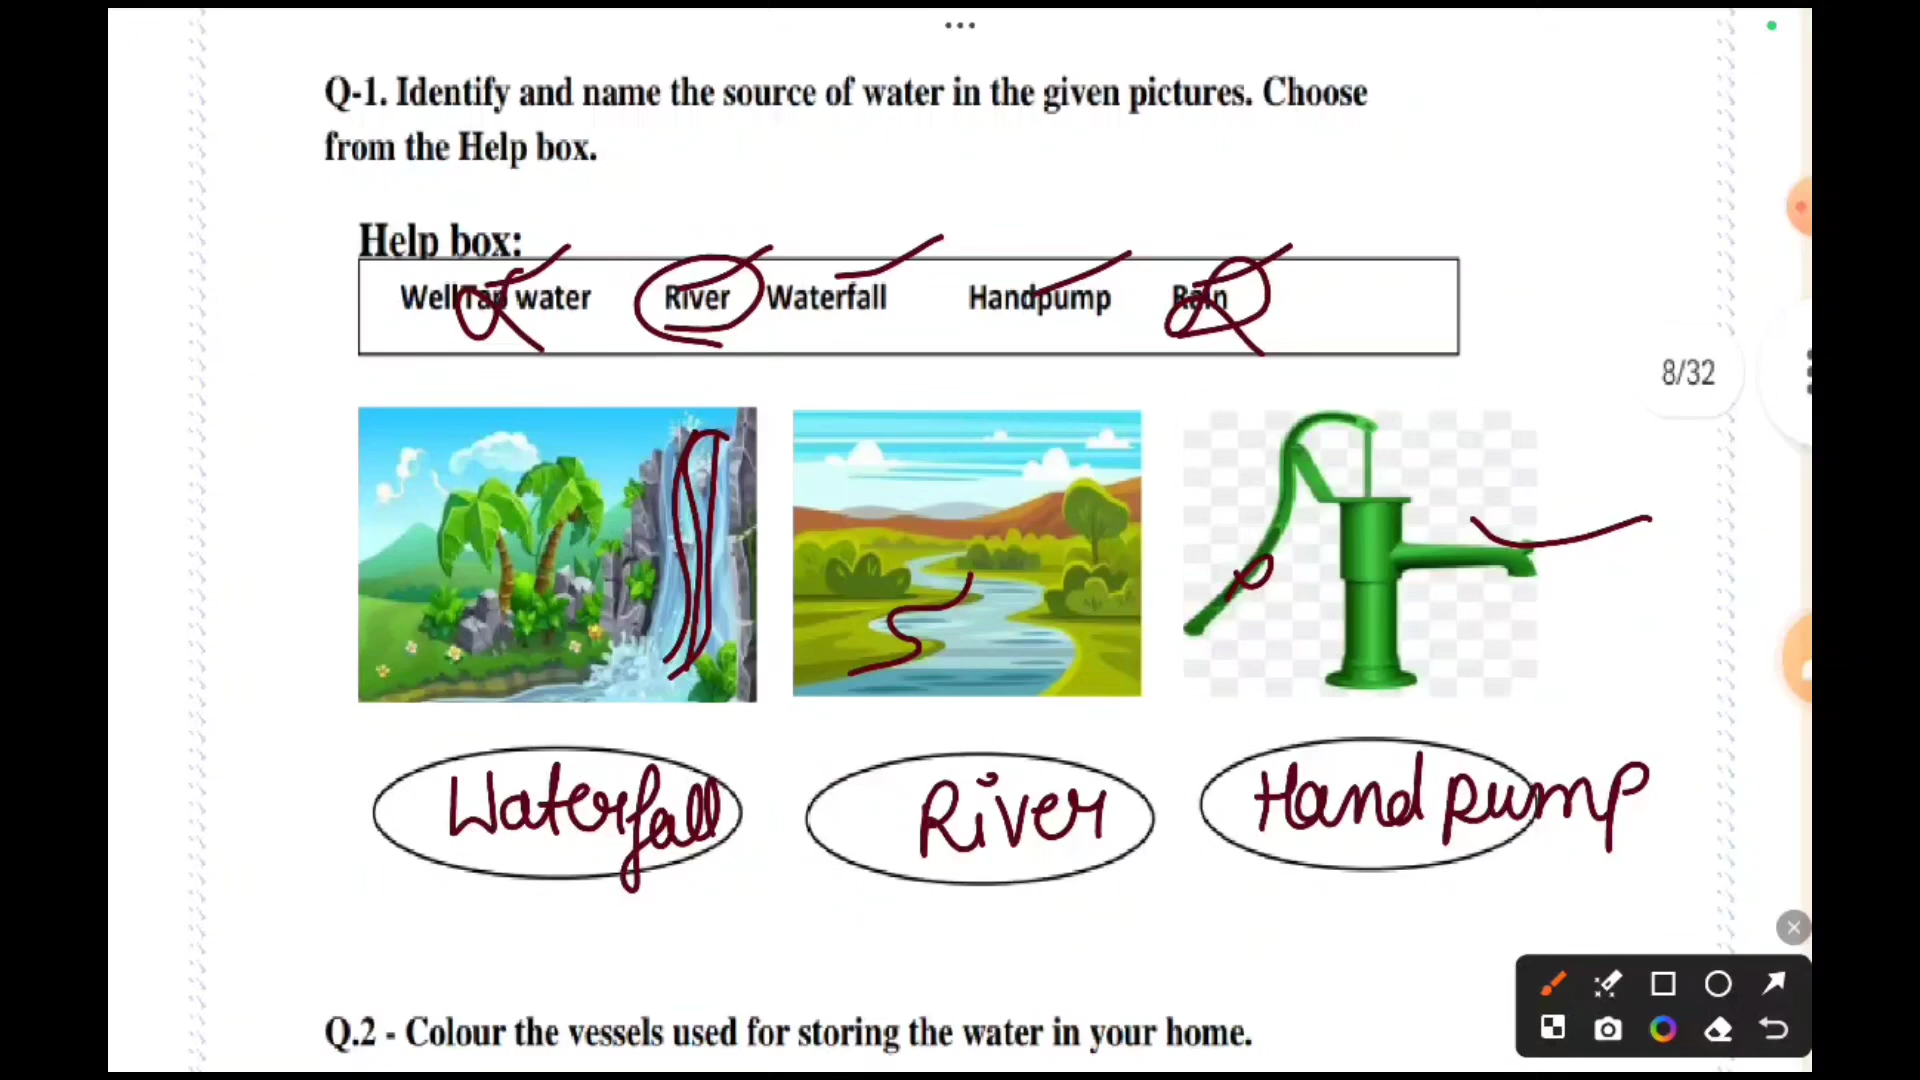 Q-1. Identify and name the source of water in the given pictures. Choose
from the Help box.
Help box:
Well Tap water River Waterfall Handpump Rain
8/32
Waterfall River Hand pump
Q.2 - Colour the vessels used for storing the water in your home.